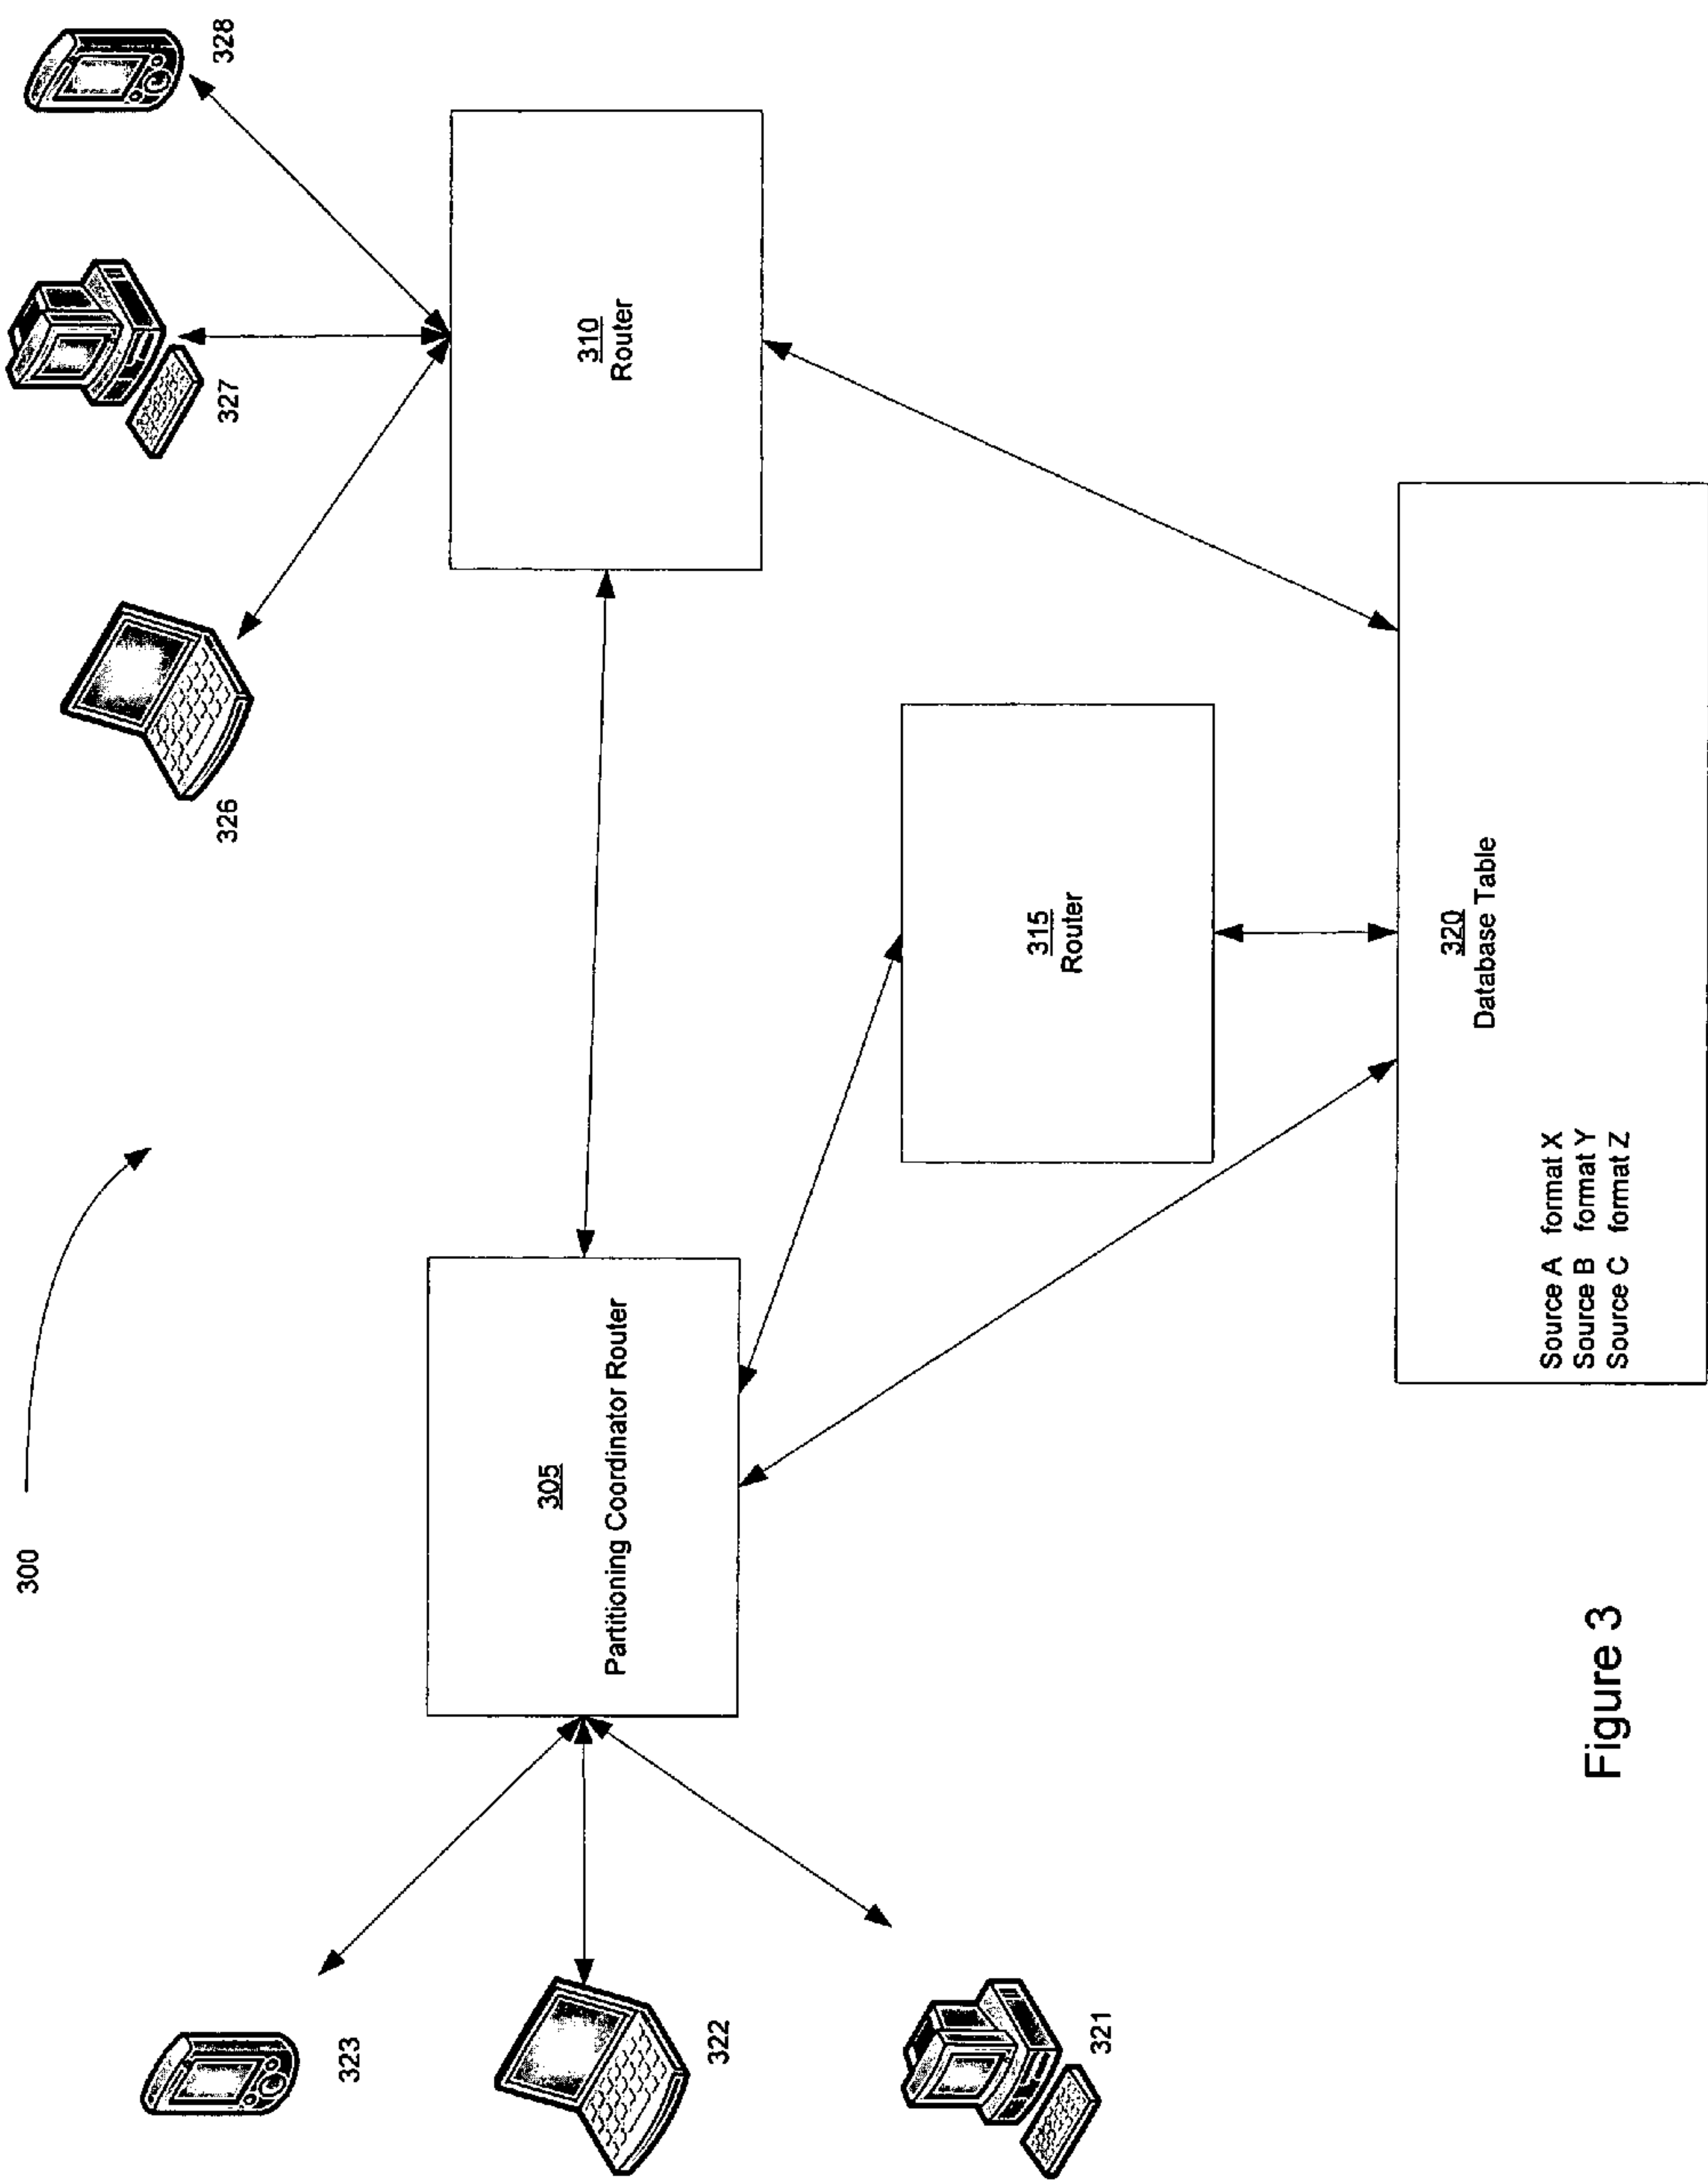 300
323
322
321
305
Partitioning Coordinator Router
326
327
328
310
Router
315
Router
320
Database Table
Source A format X
Source B format Y
Source C format Z
Figure 3